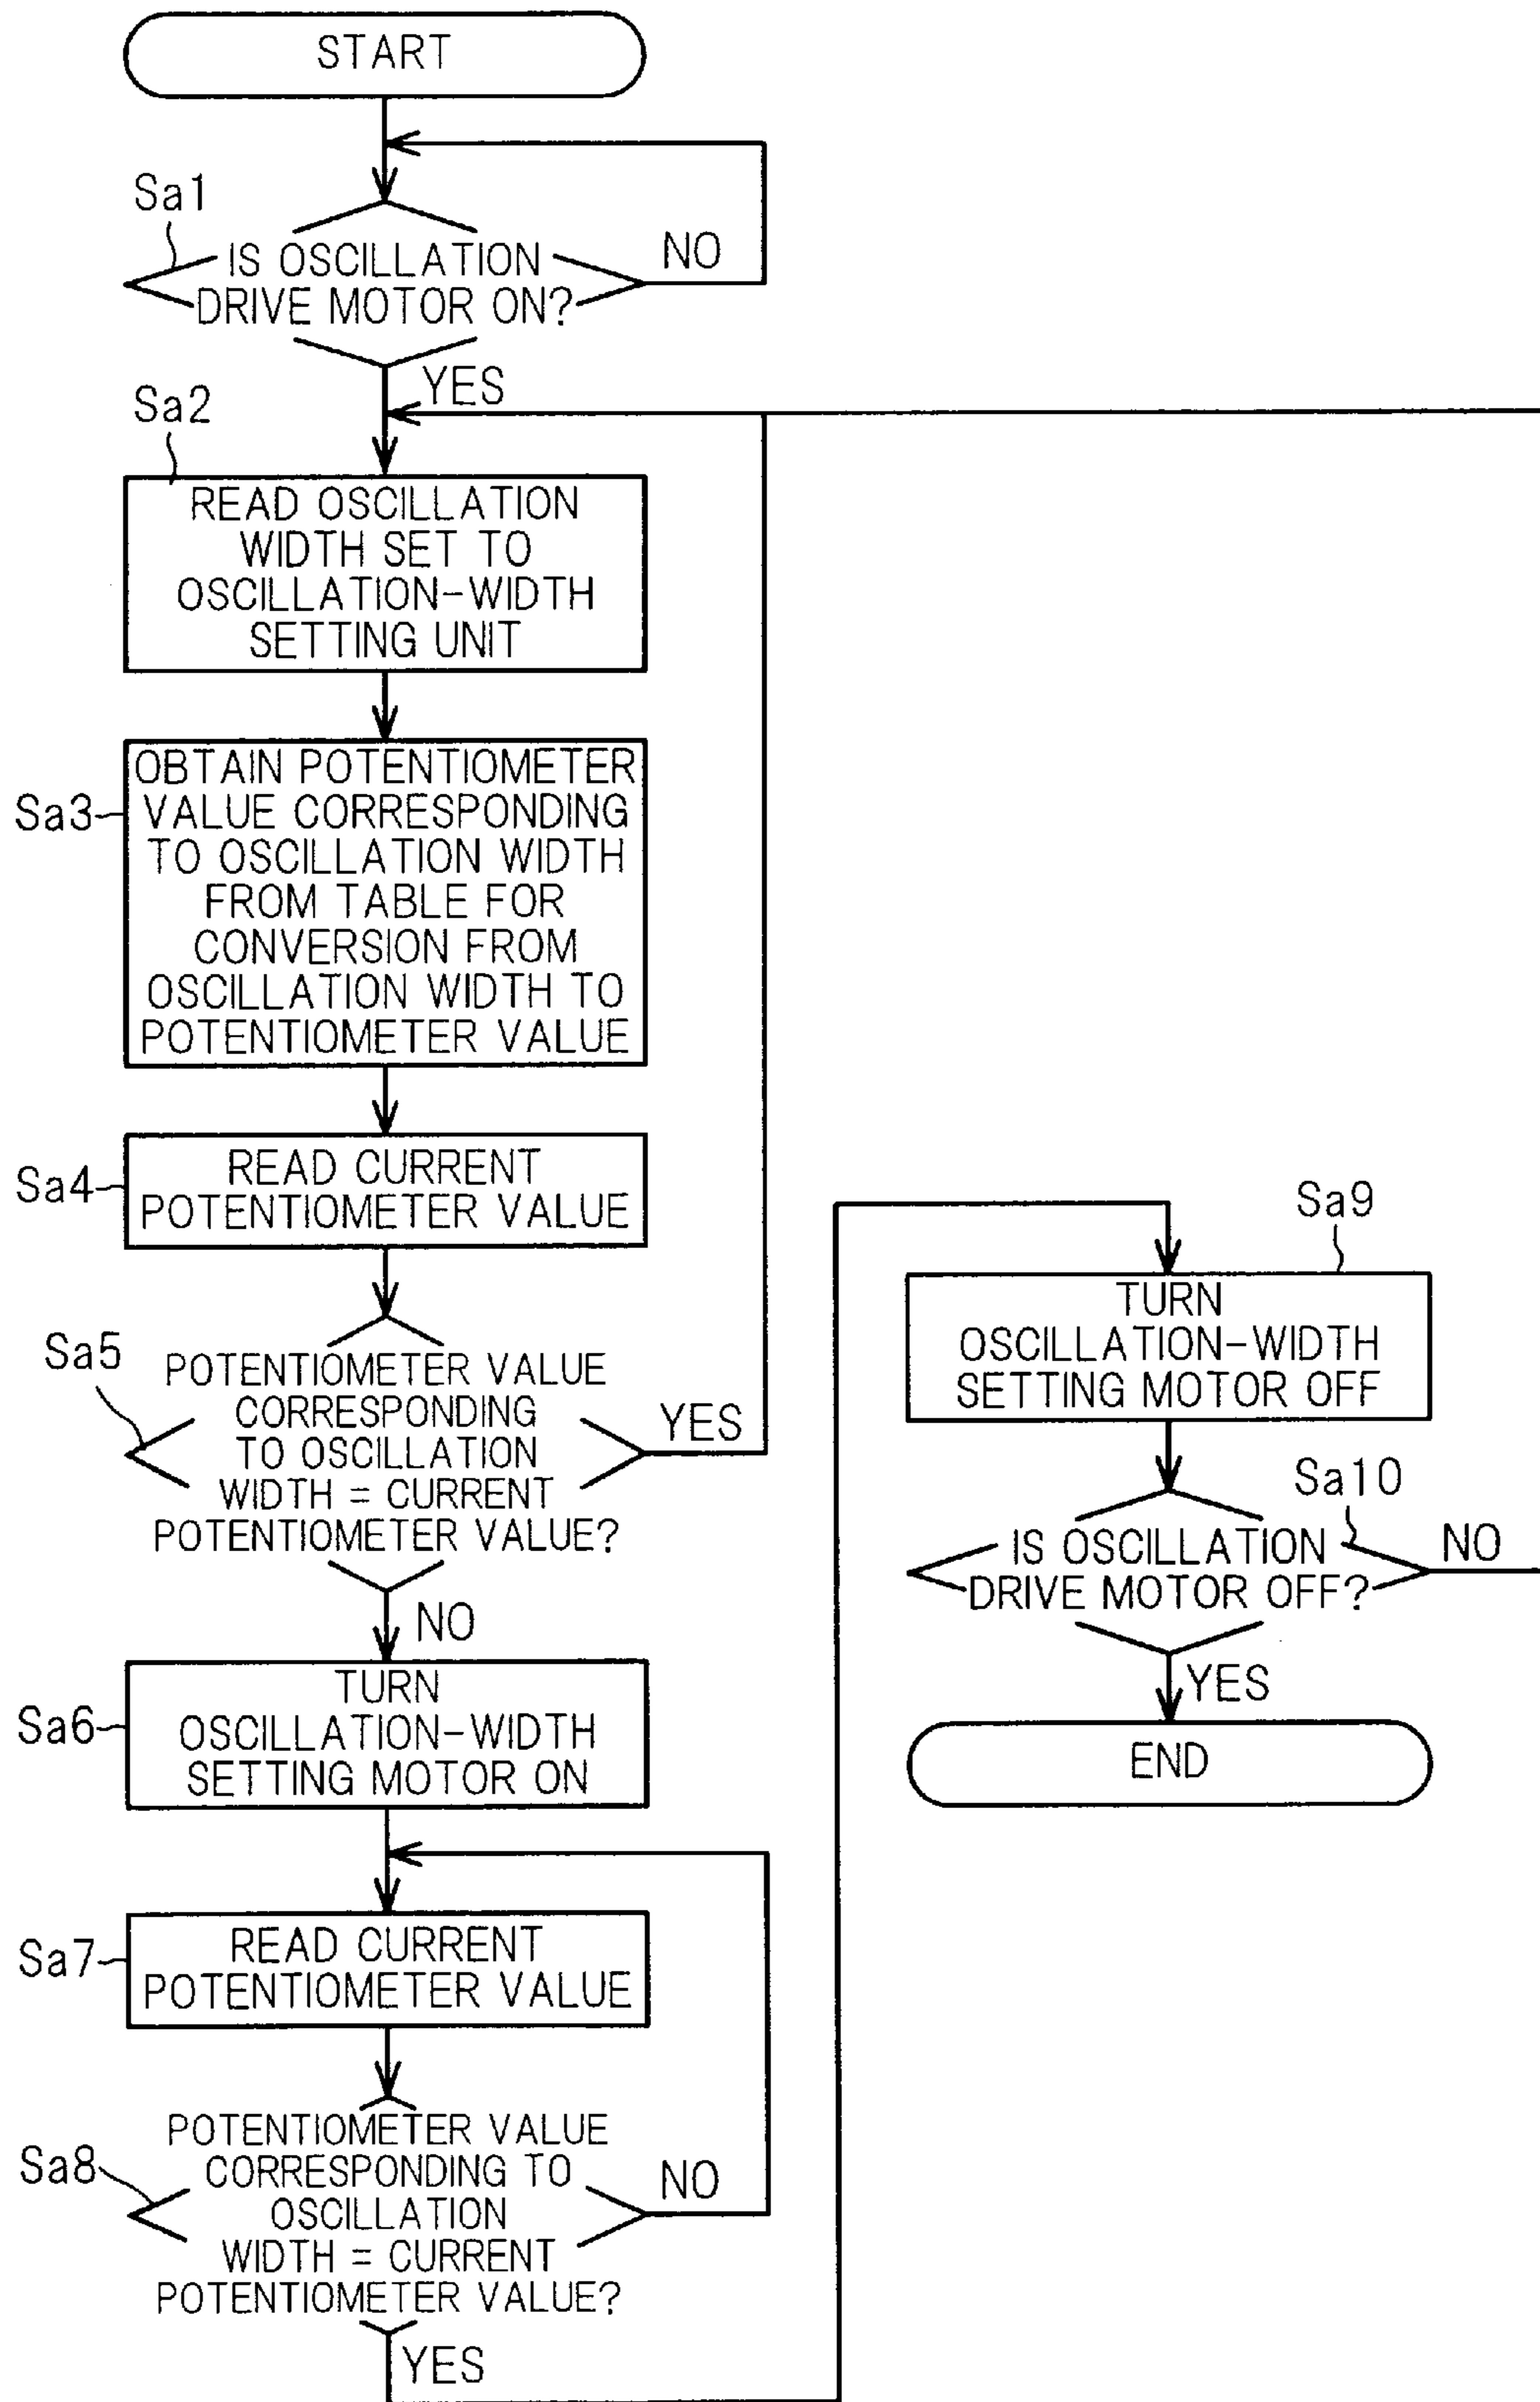 START
Sa1
IS OSCILLATION
DRIVE MOTOR ON?
NO
YES
Sa2
READ OSCILLATION
WIDTH SET TO
OSCILLATION-WIDTH
SETTING UNIT
Sa3
OBTAIN POTENTIOMETER
VALUE CORRESPONDING
TO OSCILLATION WIDTH
FROM TABLE FOR
CONVERSION FROM
OSCILLATION WIDTH TO
POTENTIOMETER VALUE
Sa4
READ CURRENT
POTENTIOMETER VALUE
Sa5
POTENTIOMETER VALUE
CORRESPONDING
TO OSCILLATION
WIDTH = CURRENT
POTENTIOMETER VALUE?
YES
NO
Sa6
TURN
OSCILLATION-WIDTH
SETTING MOTOR ON
Sa7
READ CURRENT
POTENTIOMETER VALUE
Sa8
POTENTIOMETER VALUE
CORRESPONDING TO
OSCILLATION
WIDTH = CURRENT
POTENTIOMETER VALUE?
NO
YES
Sa9
TURN
OSCILLATION-WIDTH
SETTING MOTOR OFF
Sa10
IS OSCILLATION
DRIVE MOTOR OFF?
NO
YES
END